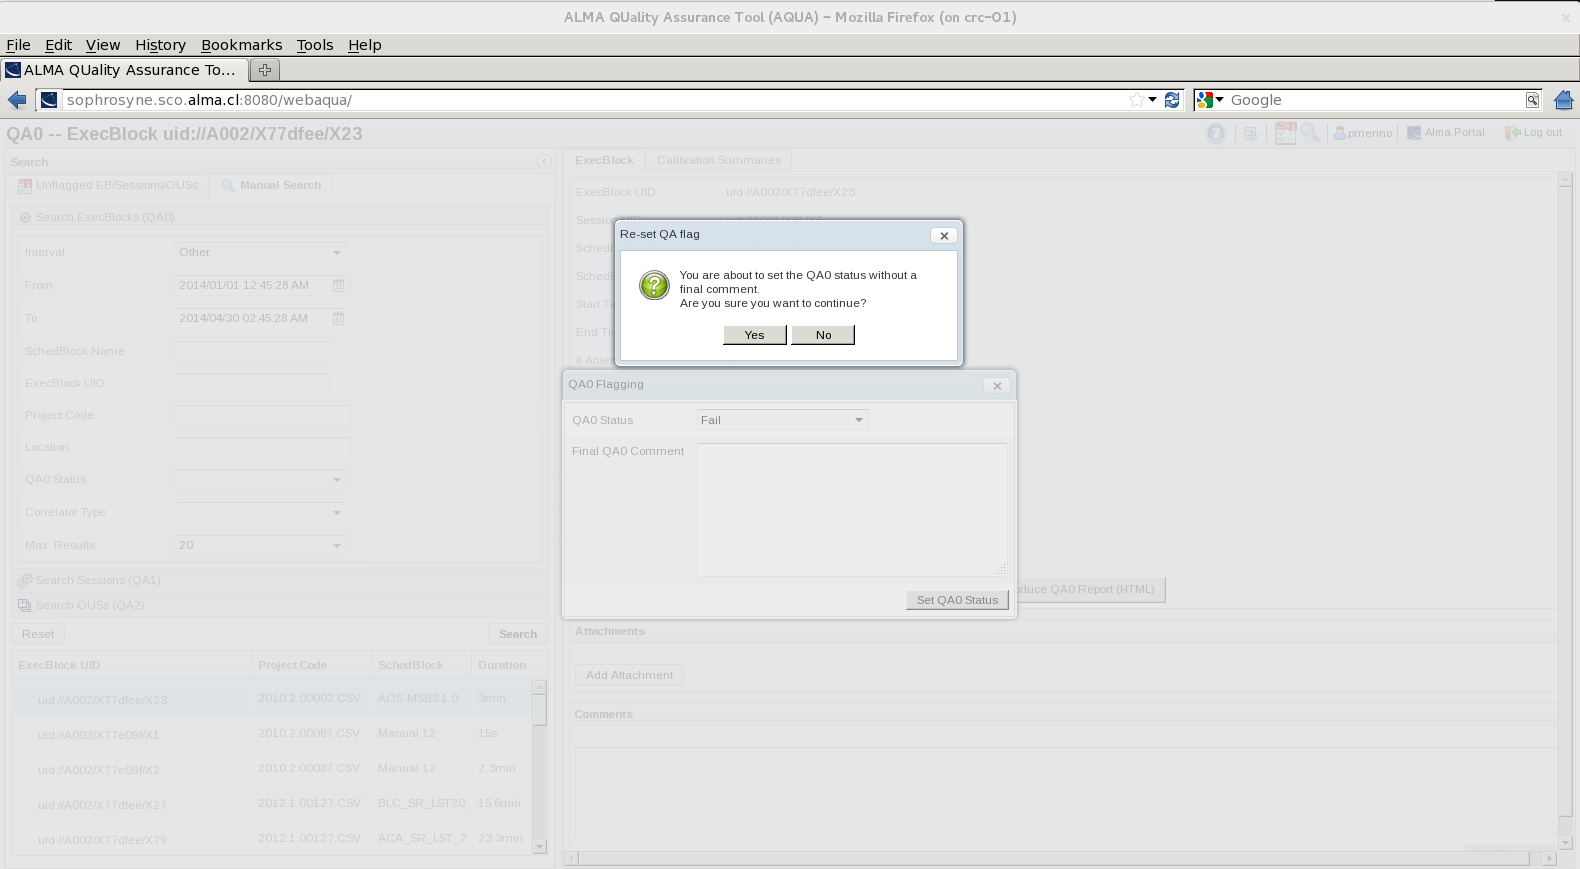 ALMA QUality Assurance Tool (AQUA) - Mozilla Firefox (on crc-01)
File Edit View History Bookmarks Tools Help
ALMA QUality Assurance To...
sophrosyne.sco.alma.cl:8080/webaqua/
Google
QA0 -- ExecBlock uid://A002/X77dfee/X23
pmerino
Alma Portal
Log out
Search
Unflagged EB/Sessions/OUSs
Manual Search
Search ExecBlocks (QA0)
Interval Other
From 2014/01/01 12:45:28 AM
To 2014/04/30 02:45:28 AM
SchedBlock Name
ExecBlock UID
Project Code
Location
QA0 Status
Correlator Type
Max. Results 20
Search Sessions (QA1)
Search OUSs (QA2)
Reset Search
ExecBlock UID Project Code SchedBlock Duration
uid://A002/X77dfee/X23 2010.2.00002.CSV AOS-MSB8.1.0 3min
uid://A002/X77e09f/X1 2010.2.00087.CSV Manual 12 15s
uid://A002/X77e09f/X2 2010.2.00087.CSV Manual 12 2.3min
uid://A002/X77dfee/X27 2012.1.00127.CSV BLC_SR_LST20 15.6min
uid://A002/X77dfee/X79 2012.1.00127.CSV ACA_SR_LST_2 23.3min
ExecBlock Calibration Summaries
ExecBlock UID uid://A002/X77dfee/X23
Session
SchedB
SchedB
Start Ti
End Ti
# Anten
Re-set QA flag
You are about to set the QA0 status without a
final comment.
Are you sure you want to continue?
Yes No
QA0 Flagging
QA0 Status Fail
Final QA0 Comment
Set QA0 Status
duce QA0 Report (HTML)
Attachments
Add Attachment
Comments